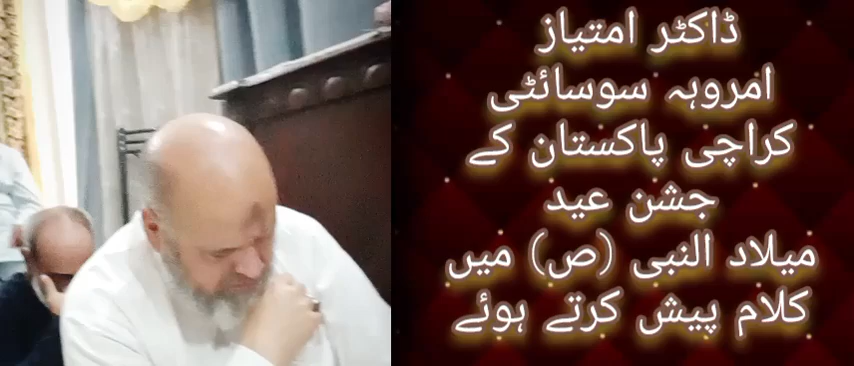 ڈاکٹر امتیاز
امروہہ سوسائٹی
کراچی پاکستان کے
جشن عید
میلاد النبی (ص) میں
کلام پیش کرتے ہوئے